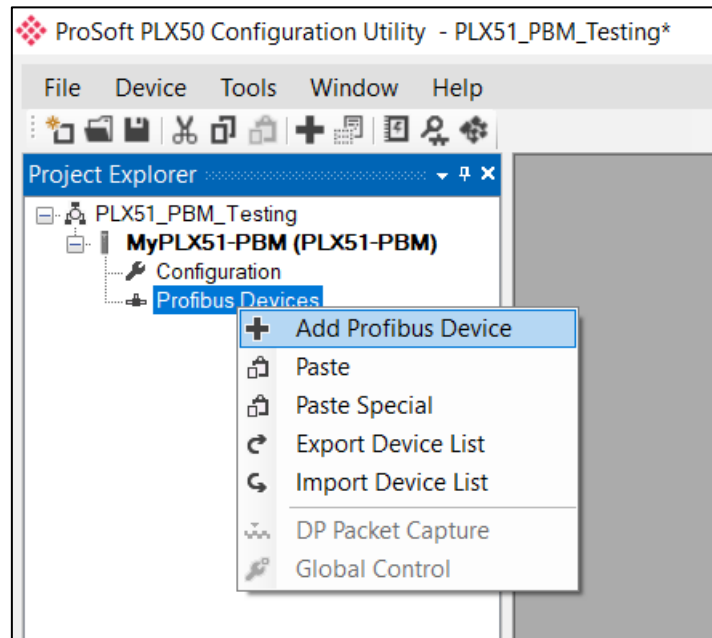 ProSoft PLX50 Configuration Utility - PLX51_PBM_Testing*
File Device Tools Window Help
Project Explorer
PLX51_PBM_Testing
MyPLX51-PBM (PLX51-PBM)
Configuration
Profibus Devices
Add Profibus Device
Paste
Paste Special
Export Device List
Import Device List
DP Packet Capture
Global Control